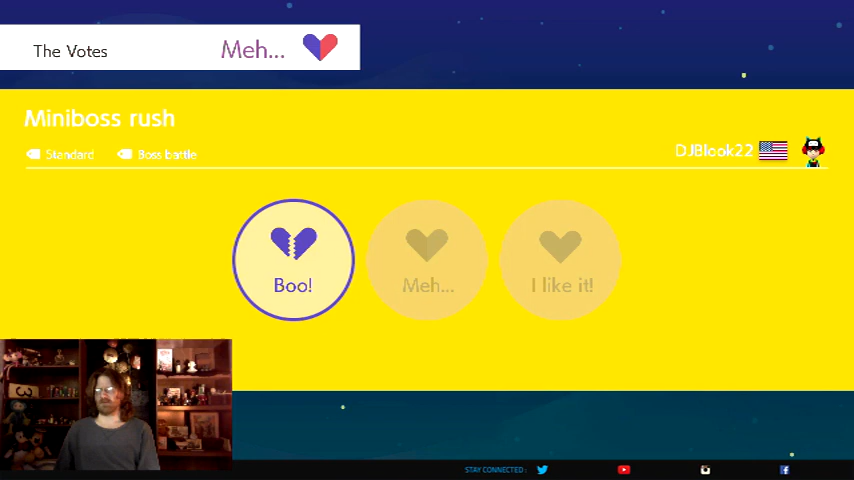 The Votes Meh...
Miniboss rush
Standard Boss battle
DJBlook22
Boo! Meh... I like it!
STAY CONNECTED :